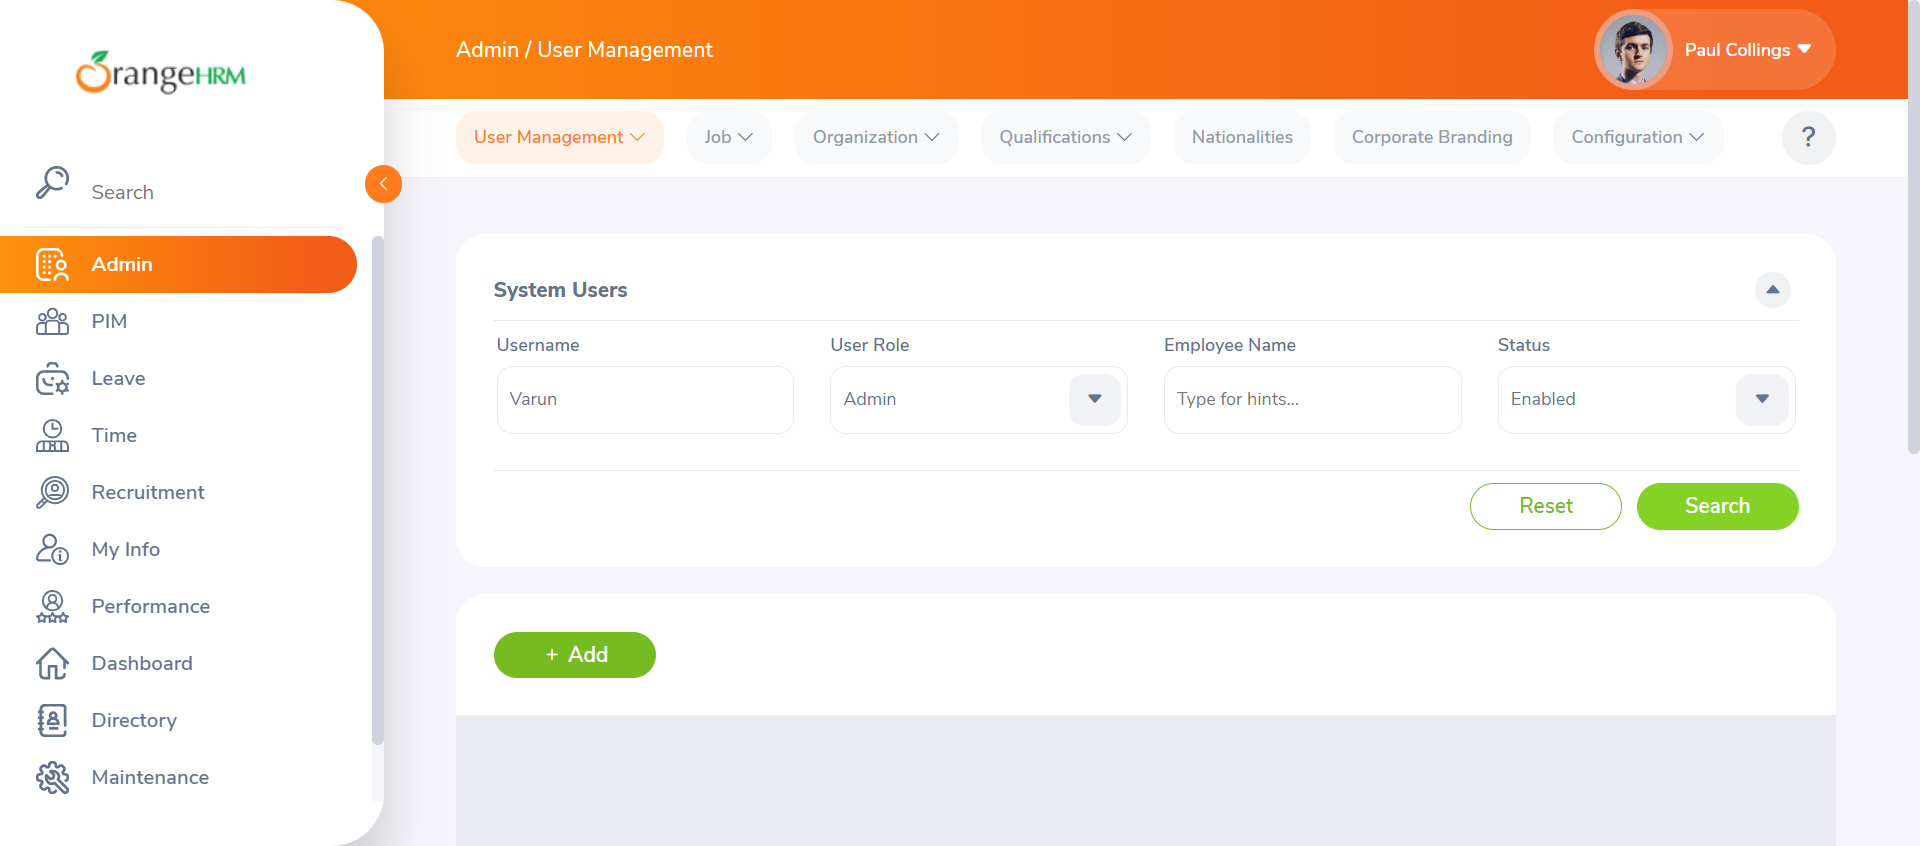 OrangeHRM
Admin / User Management
Paul Collings
User Management
Job
Organization
Qualifications
Nationalities
Corporate Branding
Configuration
?
Search
Admin
PIM
Leave
Time
Recruitment
My Info
Performance
Dashboard
Directory
Maintenance
System Users
Username
User Role
Employee Name
Status
Varun
Admin
Type for hints...
Enabled
Reset
Search
+ Add